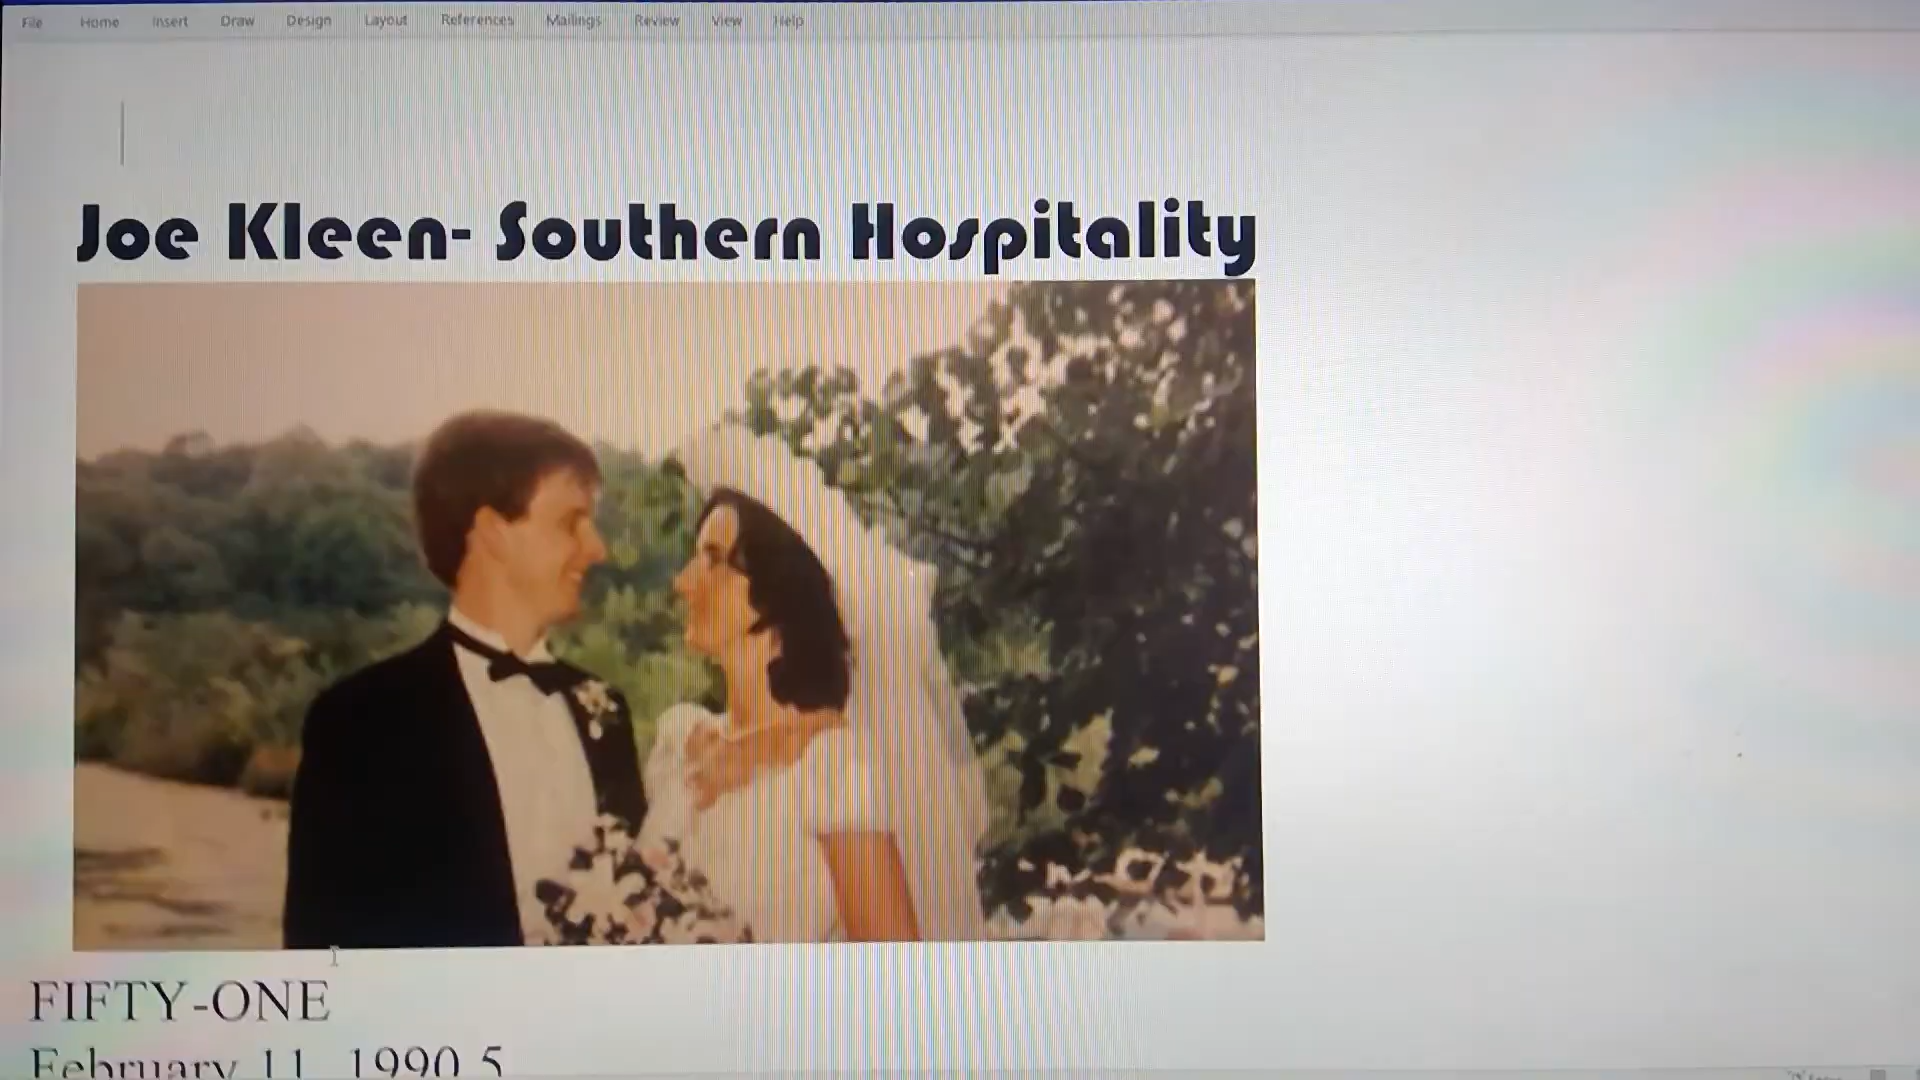 File Home Insert Draw Design Layout References Mailings Review View Help
Joe Kleen- Southern Hospitality
FIFTY-ONE
February 11, 1990 5